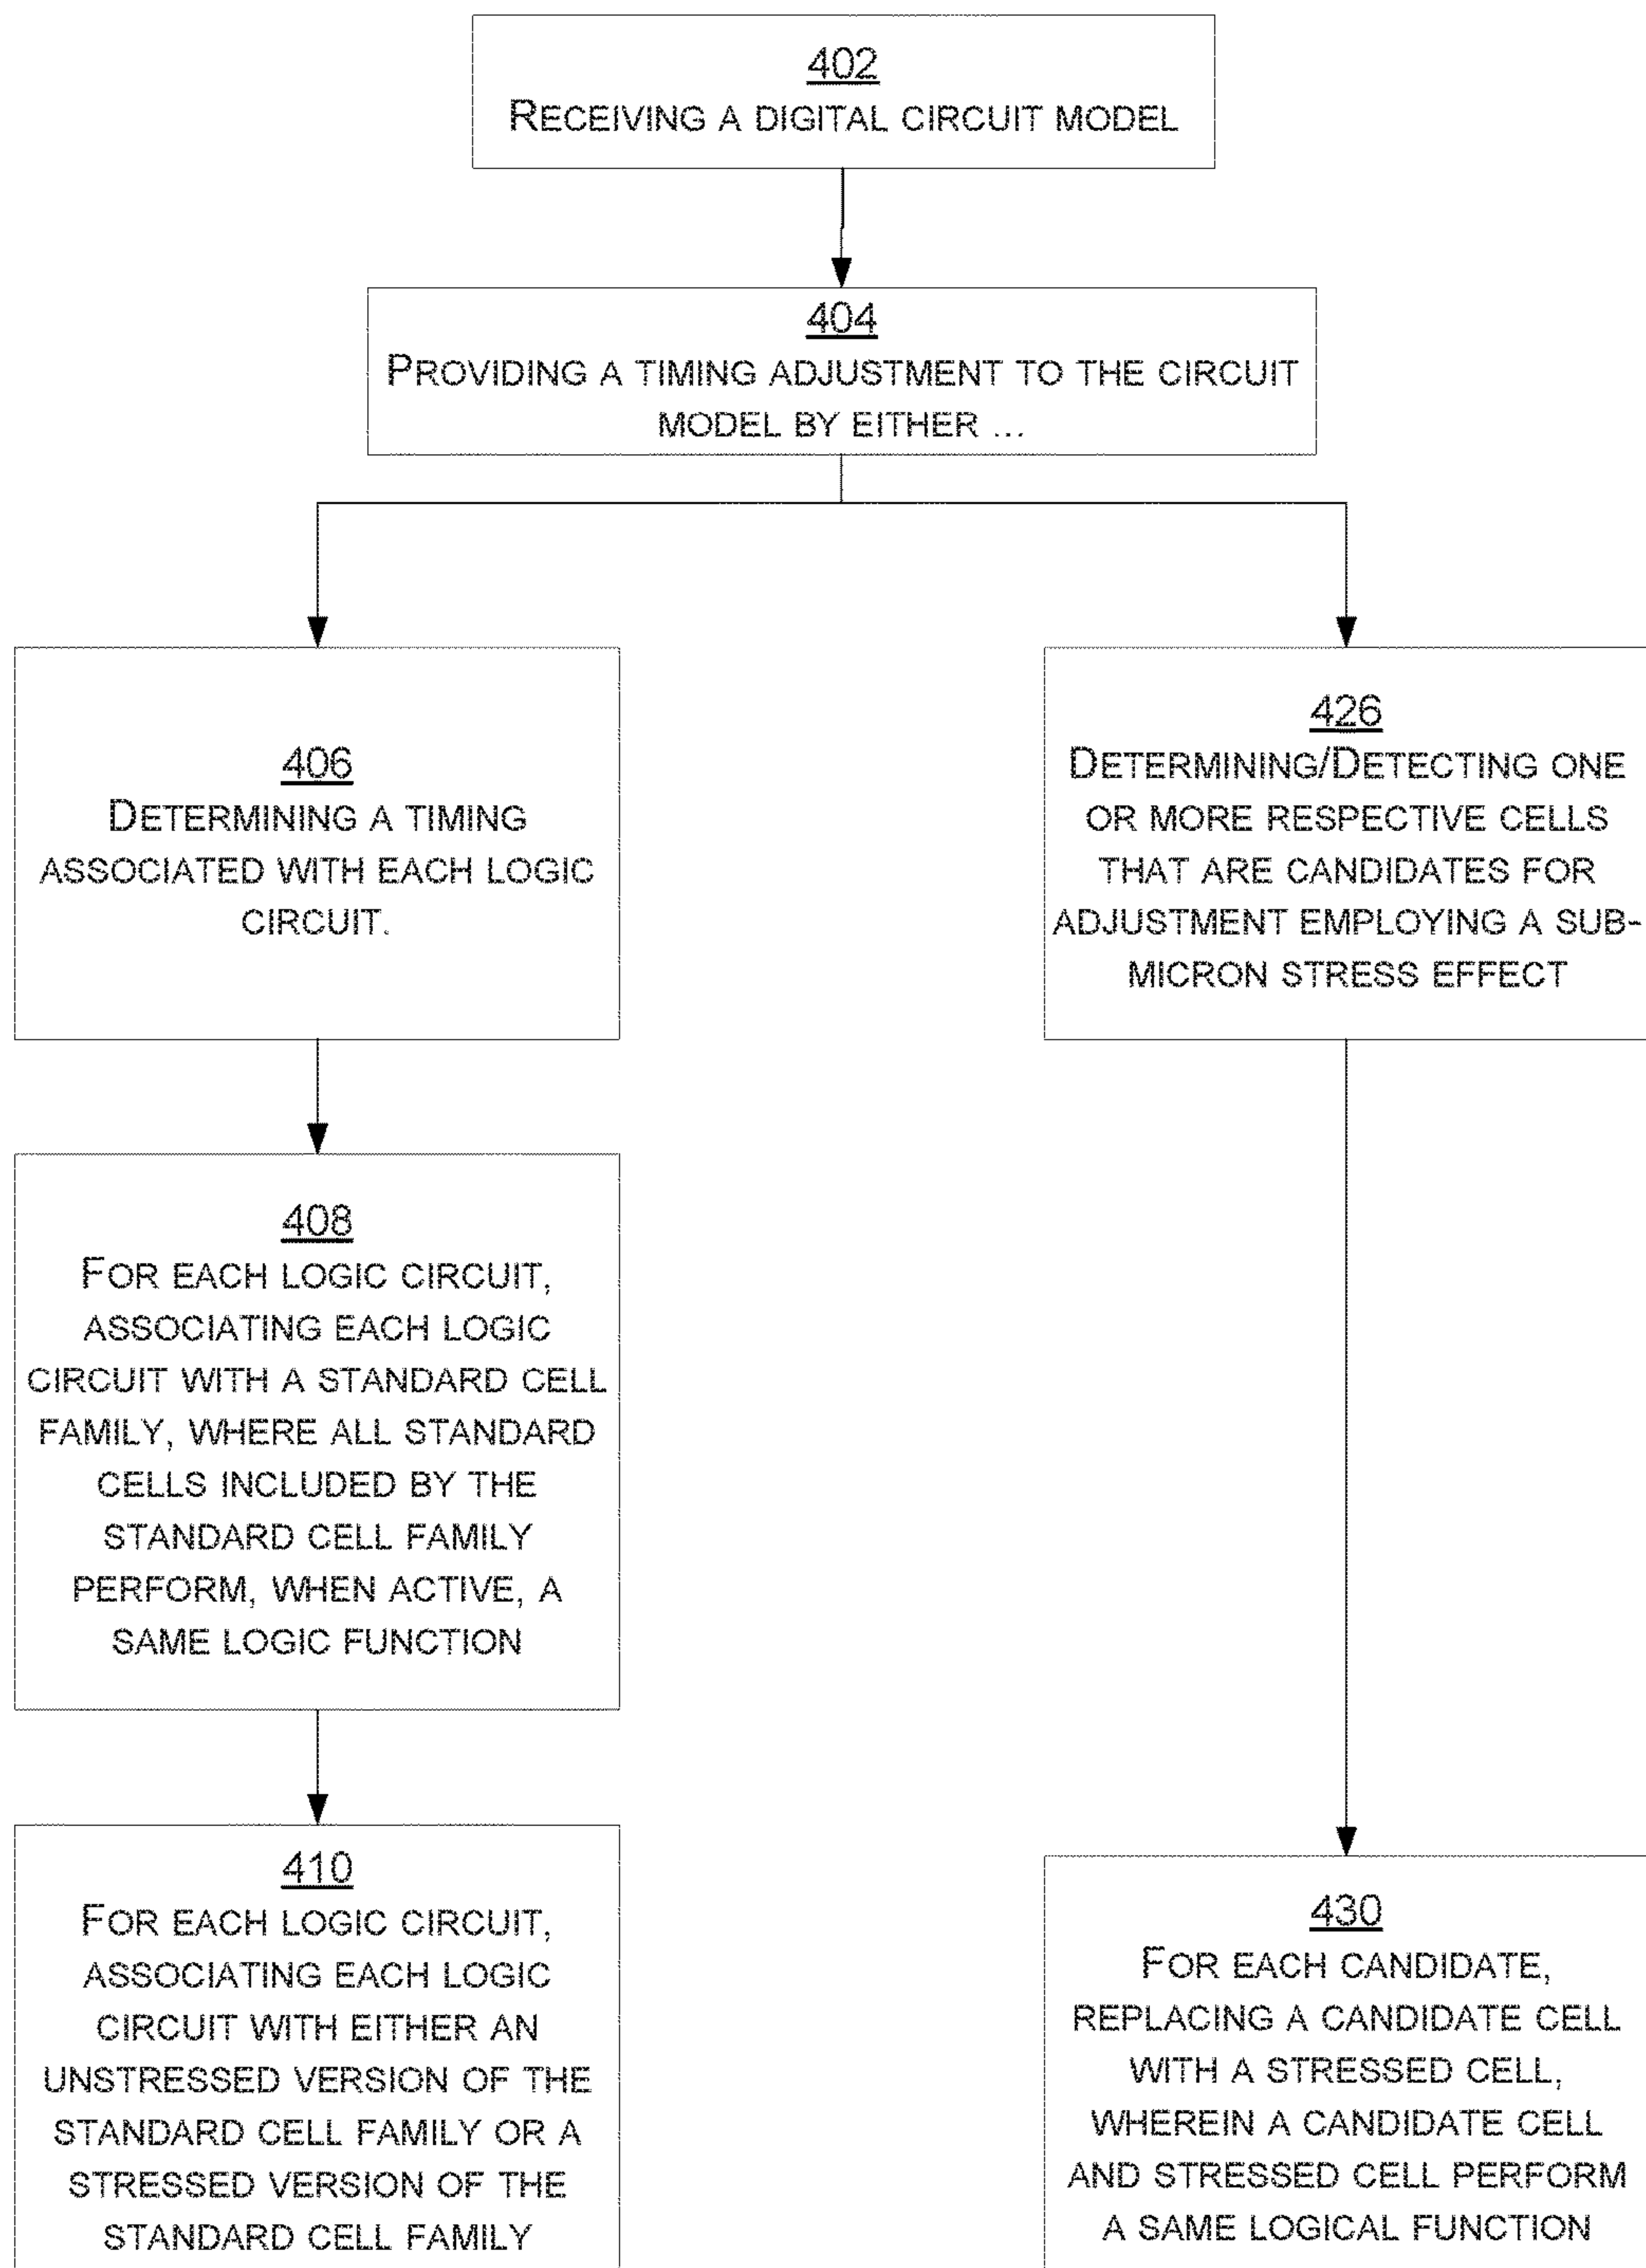 402
RECEIVING A DIGITAL CIRCUIT MODEL
404
PROVIDING A TIMING ADJUSTMENT TO THE CIRCUIT
MODEL BY EITHER ...
406
DETERMINING A TIMING
ASSOCIATED WITH EACH LOGIC
CIRCUIT.
408
FOR EACH LOGIC CIRCUIT,
ASSOCIATING EACH LOGIC
CIRCUIT WITH A STANDARD CELL
FAMILY, WHERE ALL STANDARD
CELLS INCLUDED BY THE
STANDARD CELL FAMILY
PERFORM, WHEN ACTIVE, A
SAME LOGIC FUNCTION
410
FOR EACH LOGIC CIRCUIT,
ASSOCIATING EACH LOGIC
CIRCUIT WITH EITHER AN
UNSTRESSED VERSION OF THE
STANDARD CELL FAMILY OR A
STRESSED VERSION OF THE
STANDARD CELL FAMILY
426
DETERMINING/DETECTING ONE
OR MORE RESPECTIVE CELLS
THAT ARE CANDIDATES FOR
ADJUSTMENT EMPLOYING A SUB-
MICRON STRESS EFFECT
430
FOR EACH CANDIDATE,
REPLACING A CANDIDATE CELL
WITH A STRESSED CELL,
WHEREIN A CANDIDATE CELL
AND STRESSED CELL PERFORM
A SAME LOGICAL FUNCTION